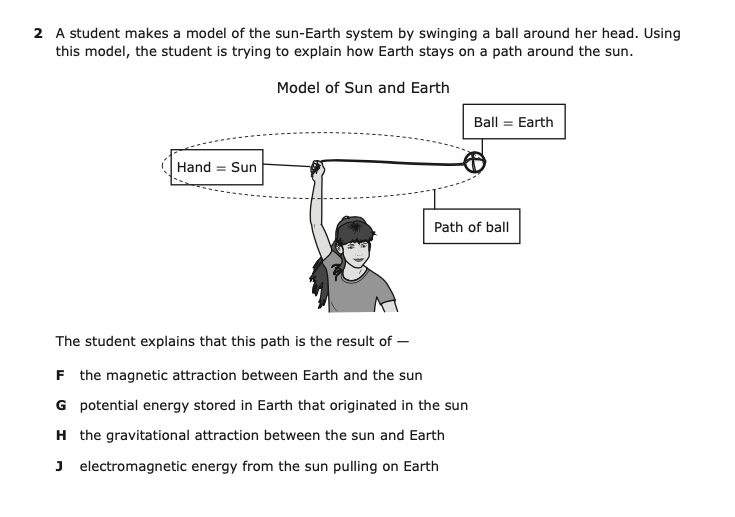 2 A student makes a model of the sun-Earth system by swinging a ball around her head. Using
this model, the student is trying to explain how Earth stays on a path around the sun.
Model of Sun and Earth
Ball = Earth
Hand = Sun
Path of ball
The student explains that this path is the result of —
F the magnetic attraction between Earth and the sun
G potential energy stored in Earth that originated in the sun
H the gravitational attraction between the sun and Earth
J electromagnetic energy from the sun pulling on Earth